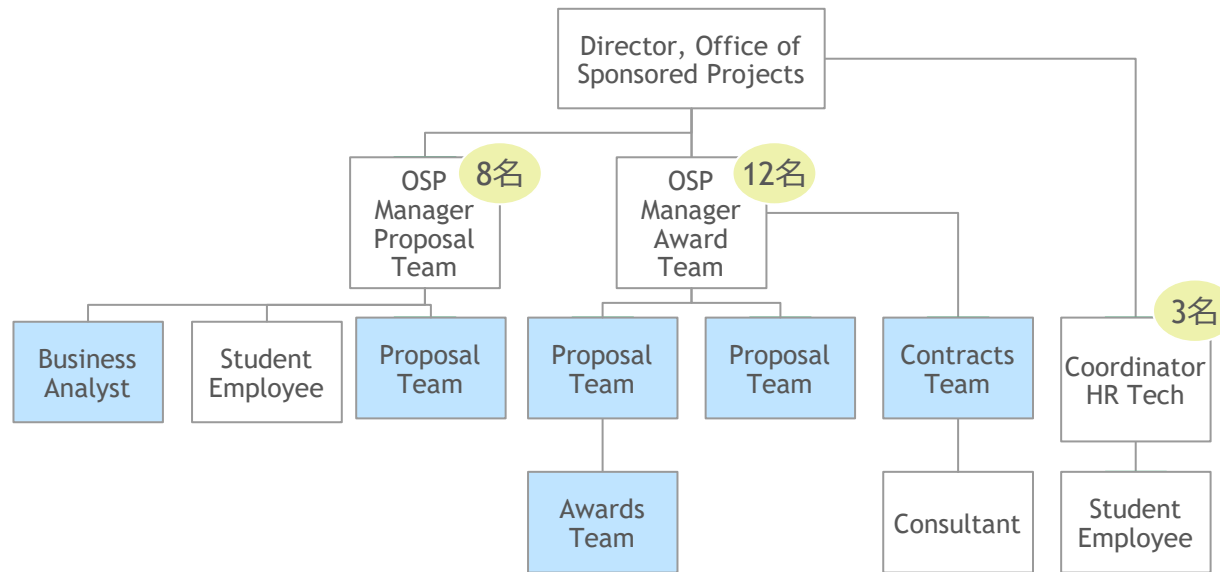 Director, Office of
Sponsored Projects
8名
OSP
Manager
Proposal
Team
12名
OSP
Manager
Award
Team
3名
Business
Analyst
Student
Employee
Proposal
Team
Proposal
Team
Proposal
Team
Contracts
Team
Coordinator
HR Tech
Awards
Team
Consultant
Student
Employee